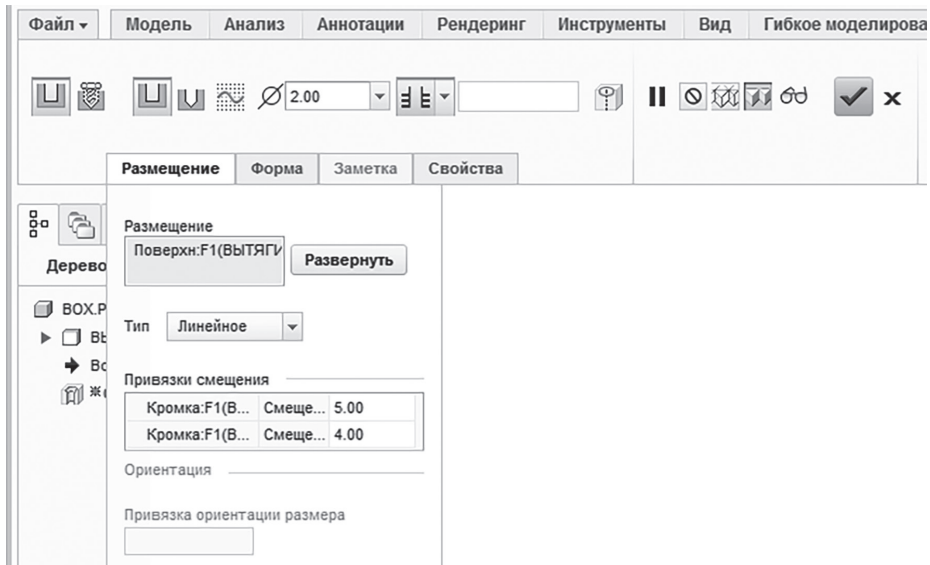 Файл Модель Анализ Аннотации Рендеринг Инструменты Вид Гибкое моделирова
2.00
Размещение Форма Заметка Свойства
Размещение
Поверхн:F1(ВЫТЯГИ Развернуть
Дерево
Тип Линейное
BOX.P
ВЫ
Вс
Привязки смещения
Кромка:F1(В... Смеще... 5.00
Кромка:F1(В... Смеще... 4.00
Ориентация
Привязка ориентации размера